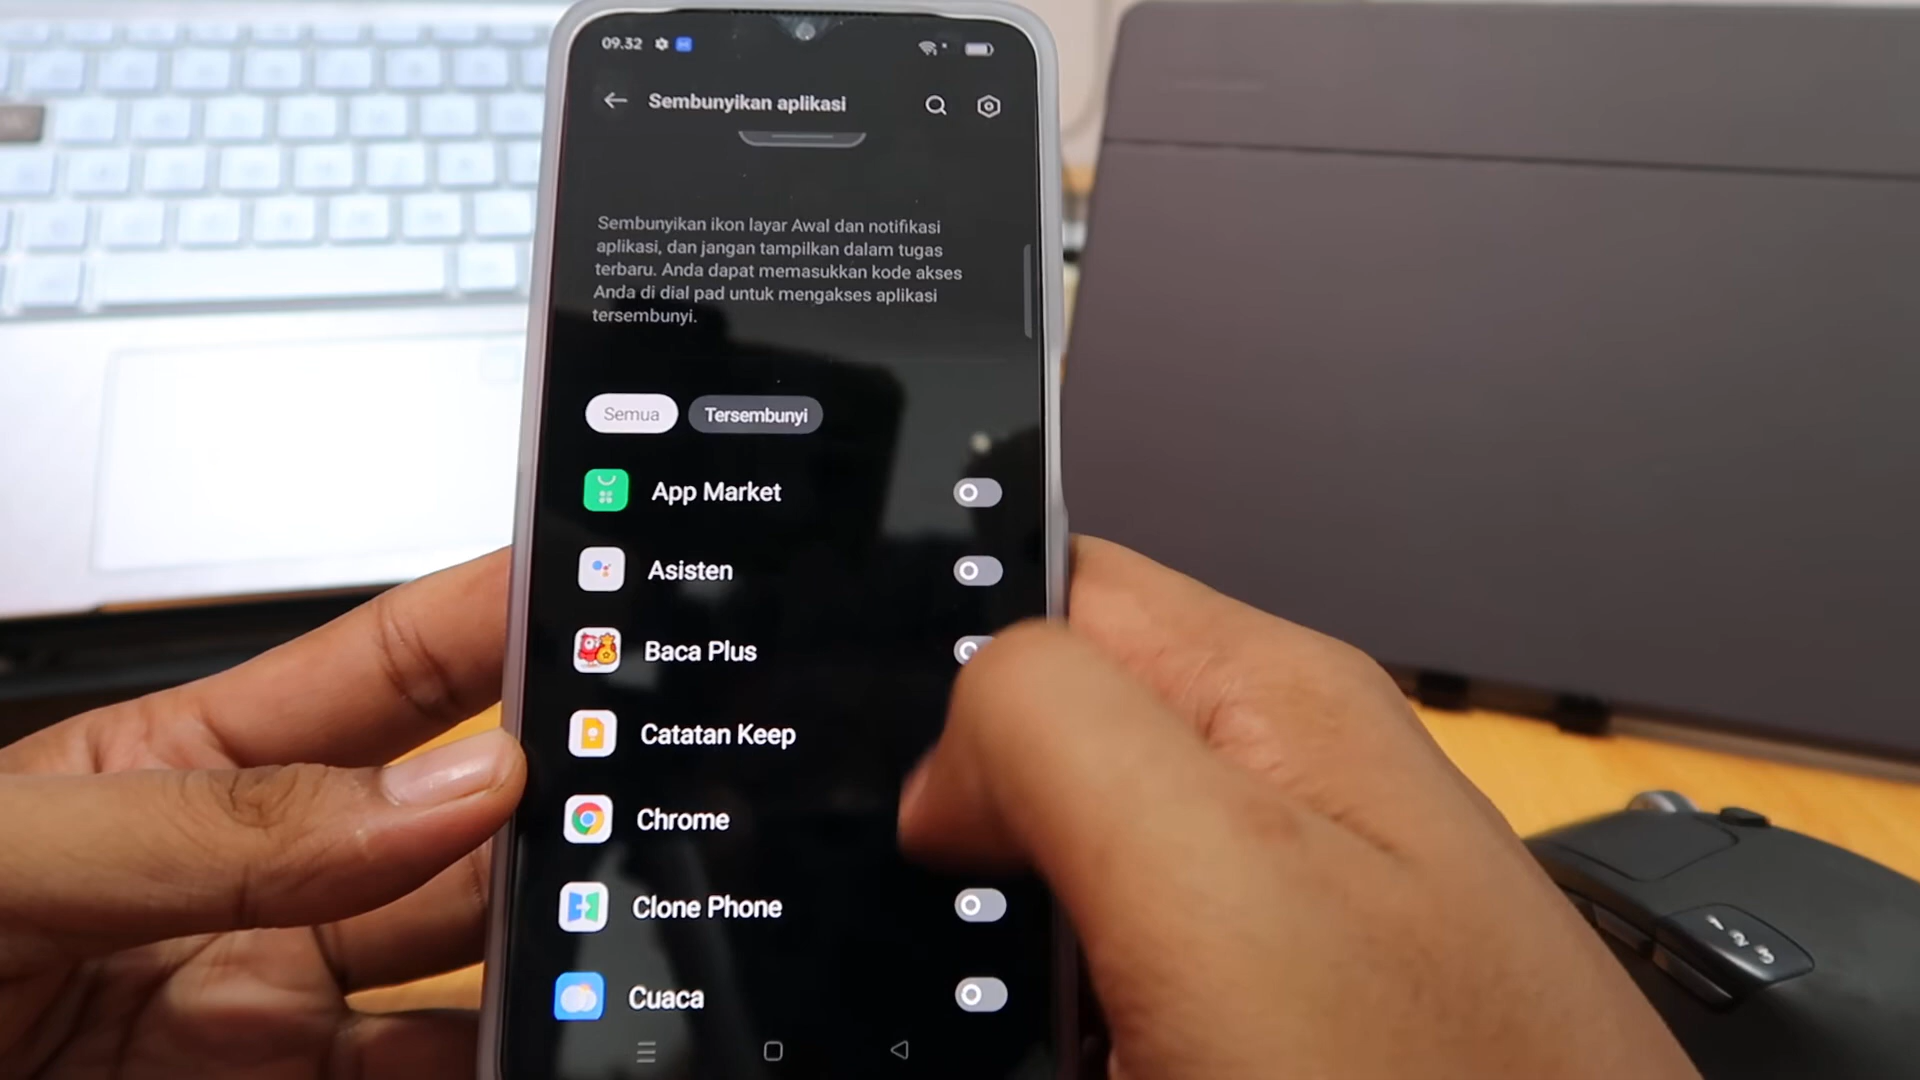 09.32
Sembunyikan aplikasi
Sembunyikan ikon layar Awal dan notifikasi
aplikasi, dan jangan tampilkan dalam tugas
terbaru. Anda dapat memasukkan kode akses
Anda di dial pad untuk mengakses aplikasi
tersembunyi.
Semua
Tersembunyi
App Market
Asisten
Baca Plus
Catatan Keep
Chrome
Clone Phone
Cuaca